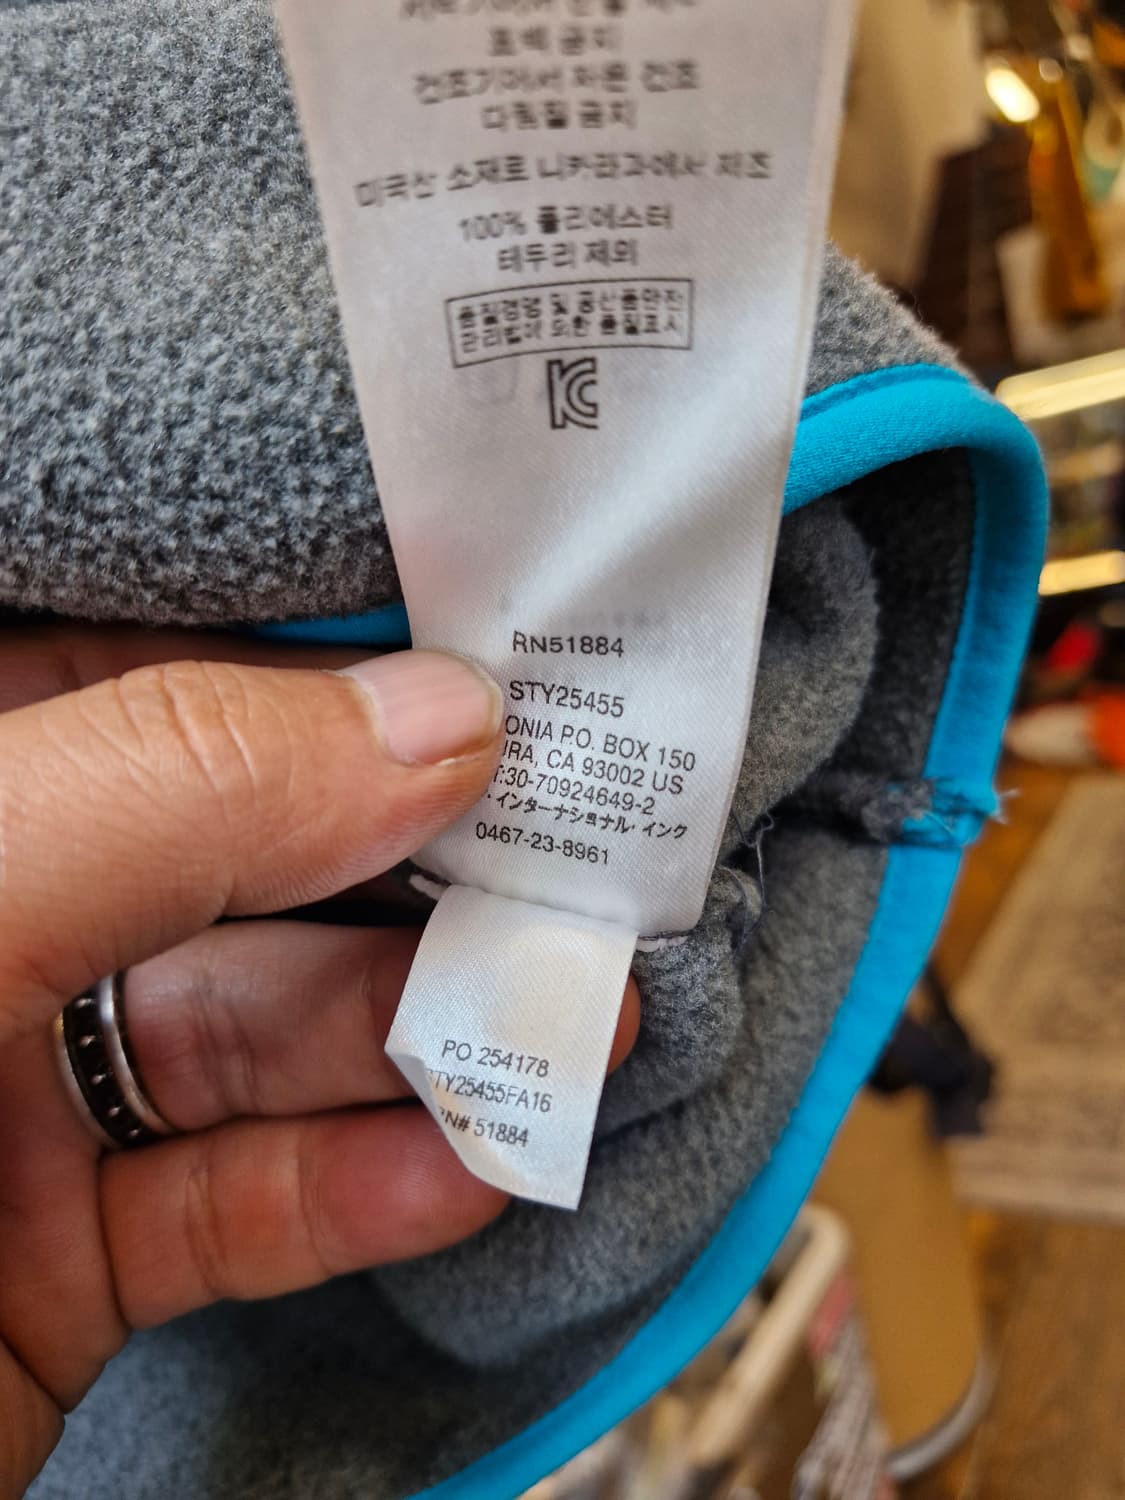 표백 금지
건조기에서 저온 건조
다림질 금지
미국산 소재로 니카라과에서 제조
100% 폴리에스터
테두리 제외
품질경영 및 공산품안전
관리법에 의한 품질표시
RN51884
STY25455
ONIA P.O. BOX 150
URA, CA 93002 US
T:30-70924649-2
・インターナショナル・インク
0467-23-8961
PO 254178
STY25455FA16
RN# 51884